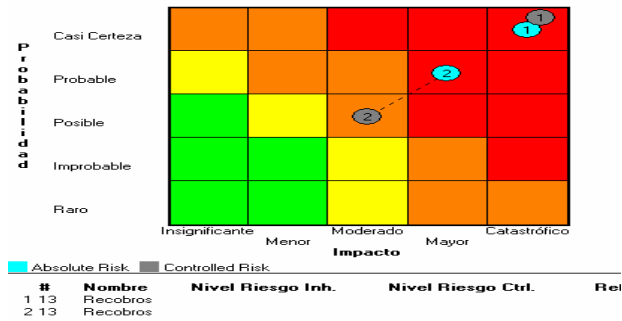 Probabilidad
Casi Certeza
Probable
Posible
Improbable
Raro
1
1
2
2
Insignificante Menor Moderado Mayor Catastrófico
Impacto
Absolute Risk Controlled Risk
# Nombre Nivel Riesgo Inh. Nivel Riesgo Ctrl. Ref
1 13 Recobros
2 13 Recobros